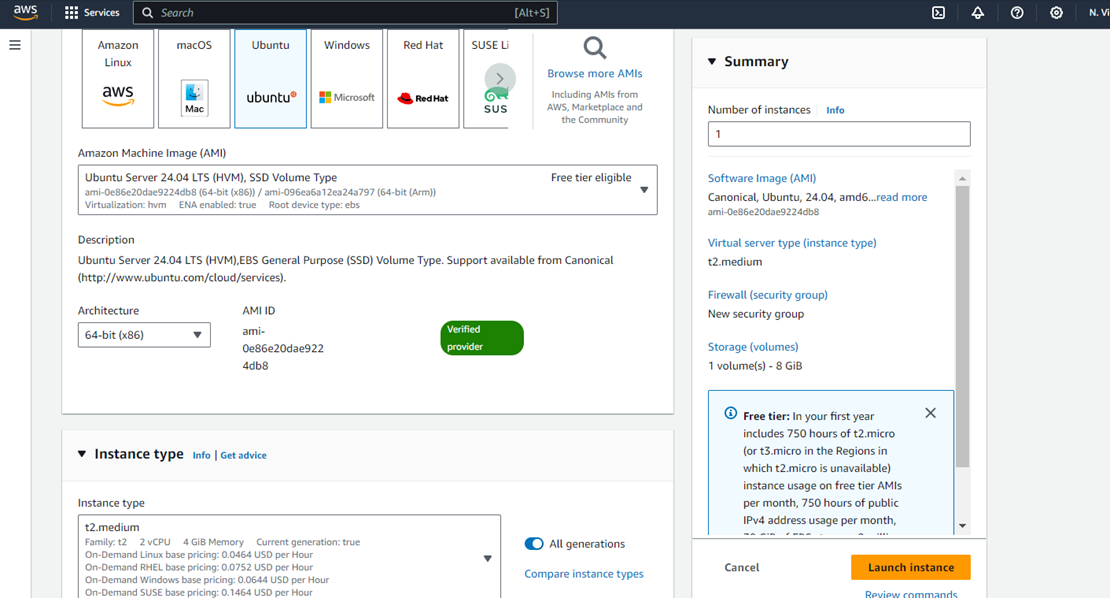 aws
Services
Search
[Alt+S]
N. Vi
Amazon
Linux
aws
macOS
Mac
Ubuntu
ubuntu
Windows
Microsoft
Red Hat
Red Hat
SUSE Li
SUS
Browse more AMIs
Including AMIs from
AWS, Marketplace and
the Community
Amazon Machine Image (AMI)
Ubuntu Server 24.04 LTS (HVM), SSD Volume Type
Free tier eligible
ami-0e86e20dae9224db8 (64-bit (x86)) / ami-096ea6a12ea24a797 (64-bit (Arm))
Virtualization: hvm ENA enabled: true Root device type: ebs
Description
Ubuntu Server 24.04 LTS (HVM),EBS General Purpose (SSD) Volume Type. Support available from Canonical
(http://www.ubuntu.com/cloud/services).
Architecture
64-bit (x86)
AMI ID
ami-
0e86e20dae922
4db8
Verified
provider
Instance type Info | Get advice
Instance type
t2.medium
Family: t2 2 vCPU 4 GiB Memory Current generation: true
On-Demand Linux base pricing: 0.0464 USD per Hour
On-Demand RHEL base pricing: 0.0752 USD per Hour
On-Demand Windows base pricing: 0.0644 USD per Hour
On-Demand SUSE base pricing: 0.1464 USD per Hour
All generations
Compare instance types
Summary
Number of instances Info
1
Software Image (AMI)
Canonical, Ubuntu, 24.04, amd6...read more
ami-0e86e20dae9224db8
Virtual server type (instance type)
t2.medium
Firewall (security group)
New security group
Storage (volumes)
1 volume(s) - 8 GiB
Free tier: In your first year
includes 750 hours of t2.micro
(or t3.micro in the Regions in
which t2.micro is unavailable)
instance usage on free tier AMIs
per month, 750 hours of public
IPv4 address usage per month,
Cancel
Launch instance
Review commands